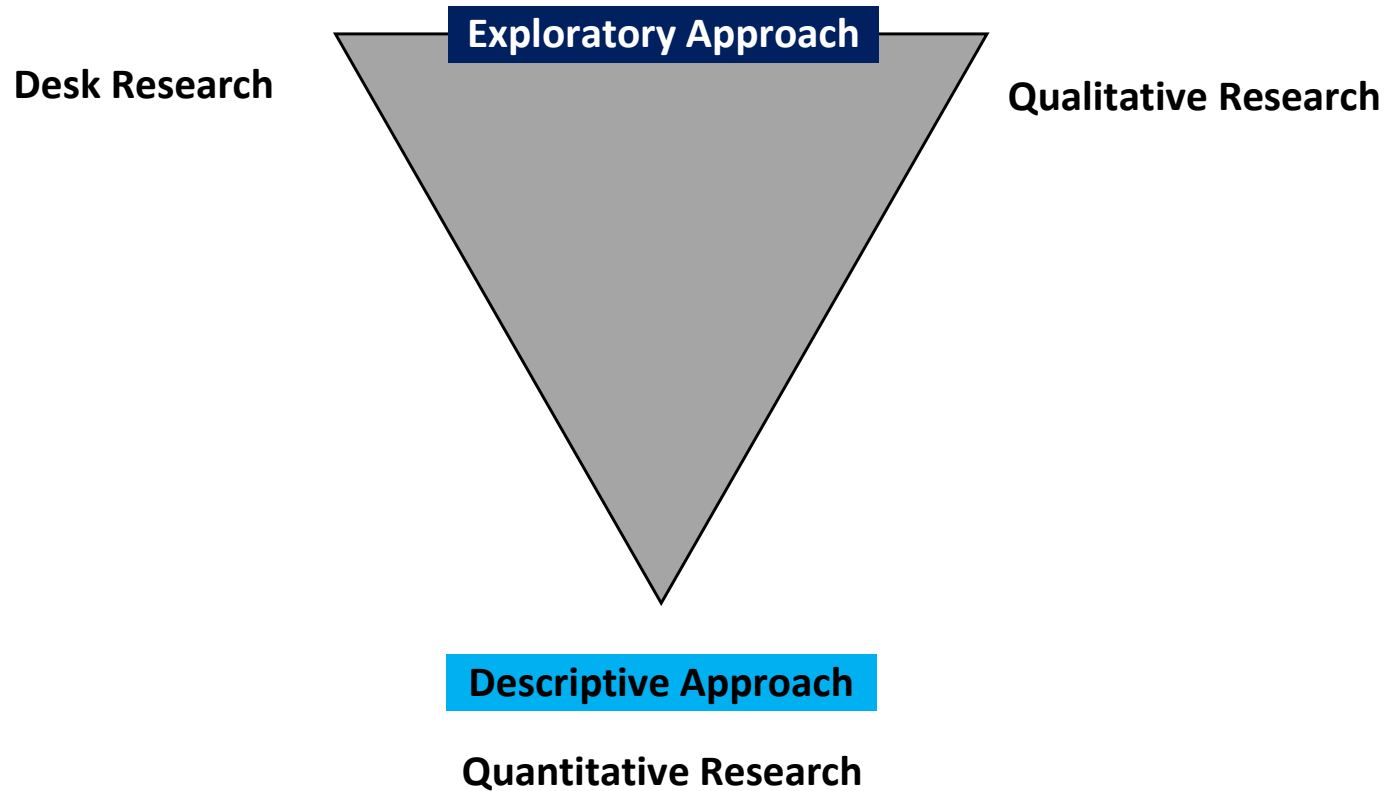 Exploratory Approach
Desk Research
Qualitative Research
Descriptive Approach
Quantitative Research